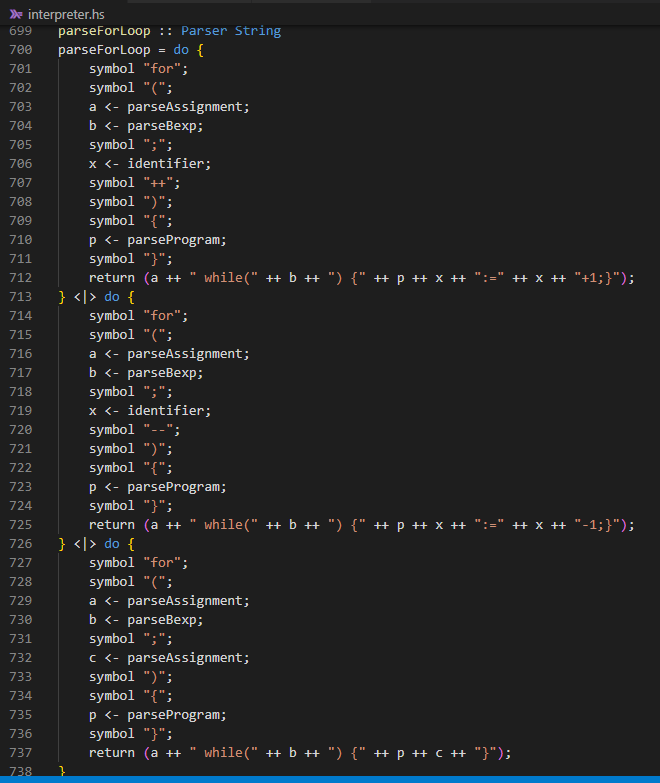 interpreter.hs
699 parseForLoop :: Parser String
700 parseForLoop = do {
701     symbol "for";
702     symbol "(";
703     a <- parseAssignment;
704     b <- parseBexp;
705     symbol ";";
706     x <- identifier;
707     symbol "++";
708     symbol ")";
709     symbol "{";
710     p <- parseProgram;
711     symbol "}";
712     return (a ++ " while(" ++ b ++ ") {" ++ p ++ x ++ ":=" ++ x ++ "+1;}");
713 } <|> do {
714     symbol "for";
715     symbol "(";
716     a <- parseAssignment;
717     b <- parseBexp;
718     symbol ";";
719     x <- identifier;
720     symbol "--";
721     symbol ")";
722     symbol "{";
723     p <- parseProgram;
724     symbol "}";
725     return (a ++ " while(" ++ b ++ ") {" ++ p ++ x ++ ":=" ++ x ++ "-1;}");
726 } <|> do {
727     symbol "for";
728     symbol "(";
729     a <- parseAssignment;
730     b <- parseBexp;
731     symbol ";";
732     c <- parseAssignment;
733     symbol ")";
734     symbol "{";
735     p <- parseProgram;
736     symbol "}";
737     return (a ++ " while(" ++ b ++ ") {" ++ p ++ c ++ "}");
738 }